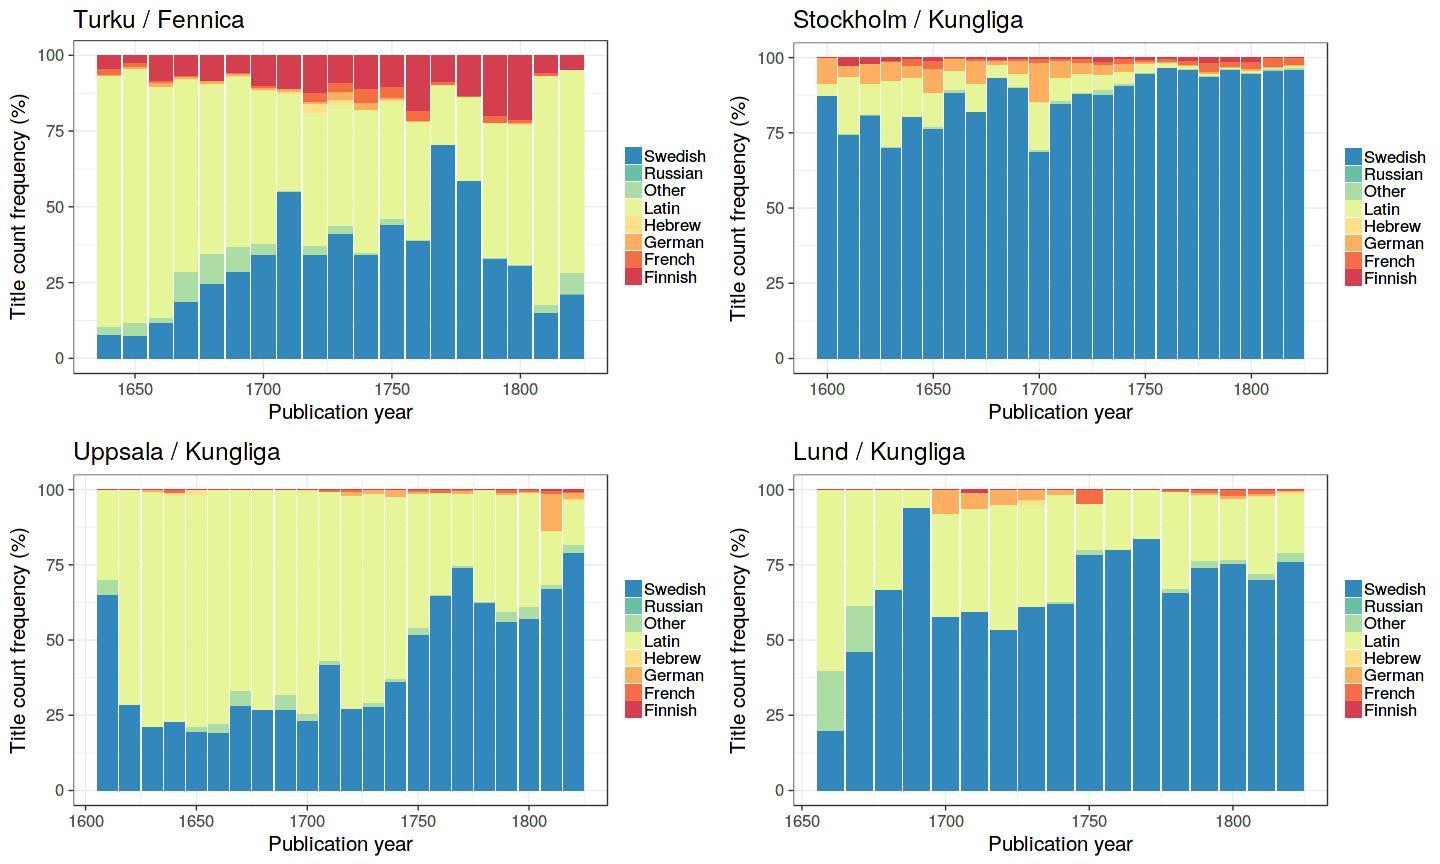 Turku / Fennica
Title count frequency (%)
100
75
50
25
0
1650 1700 1750 1800
Publication year
Swedish
Russian
Other
Latin
Hebrew
German
French
Finnish
Stockholm / Kungliga
Title count frequency (%)
100
75
50
25
0
1600 1650 1700 1750 1800
Publication year
Swedish
Russian
Other
Latin
Hebrew
German
French
Finnish
Uppsala / Kungliga
Title count frequency (%)
100
75
50
25
0
1600 1650 1700 1750 1800
Publication year
Swedish
Russian
Other
Latin
Hebrew
German
French
Finnish
Lund / Kungliga
Title count frequency (%)
100
75
50
25
0
1650 1700 1750 1800
Publication year
Swedish
Russian
Other
Latin
Hebrew
German
French
Finnish